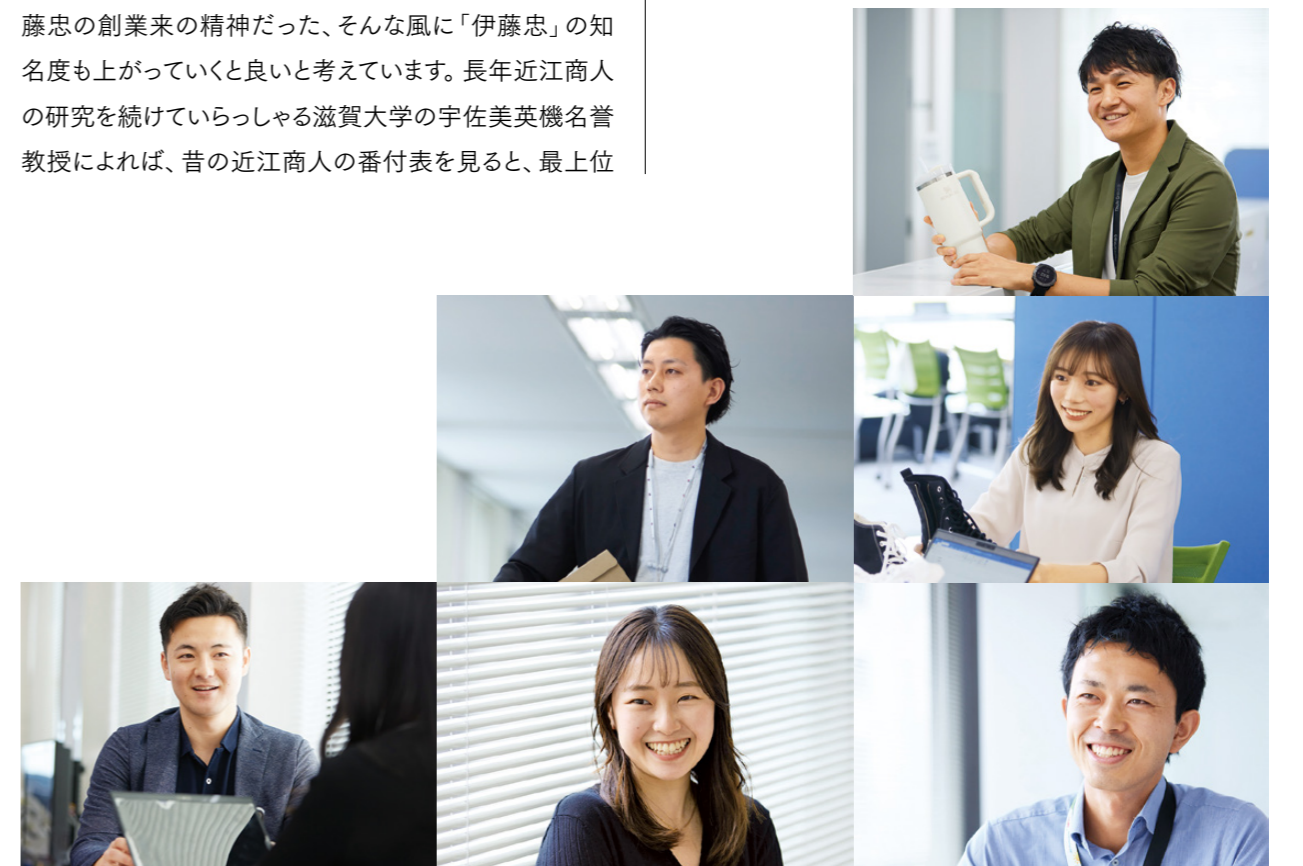 藤忠の創業来の精神だった、そんな風に「伊藤忠」の知
名度も上がっていくと良いと考えています。長年近江商人
の研究を続けていらっしゃる滋賀大学の宇佐美英機名誉
教授によれば、昔の近江商人の番付表を見ると、最上位